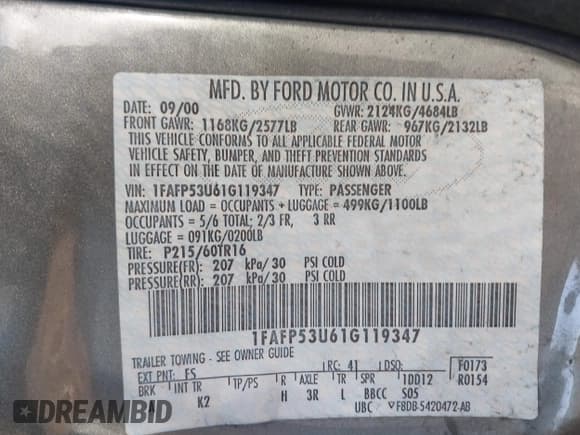 MFD. BY FORD MOTOR CO. IN U.S.A.
DATE: 09/00 GVWR: 2124KG/4684LB
FRONT GAWR: 1168KG/2577LB REAR GAWR: 967KG/2132LB
THIS VEHICLE CONFORMS TO ALL APPLICABLE FEDERAL MOTOR
VEHICLE SAFETY, BUMPER, AND THEFT PREVENTION STANDARDS
IN EFFECT ON THE DATE OF MANUFACTURE SHOWN ABOVE.
VIN: 1FAFP53U61G119347 TYPE: PASSENGER
MAXIMUM LOAD = OCCUPANTS + LUGGAGE = 499KG/1100LB
OCCUPANTS = 5/6 TOTAL; 2/3 FR, 3 RR
LUGGAGE = 091KG/0200LB
TIRE: P215/60TR16
PRESSURE(FR) = 207 kPa/ 30 PSI COLD
PRESSURE(RR) = 207 kPa/ 30 PSI COLD
1FAFP53U61G119347
TRAILER TOWING - SEE OWNER GUIDE
EXT PNT: FS RC: 41 DSO: F0173
BRK INT TR TP/PS R AXLE TR SPR 10D12 R0154
A K2 H 3R L BBCC S05
UBC F8DB-5420472-AB
DREAMBID